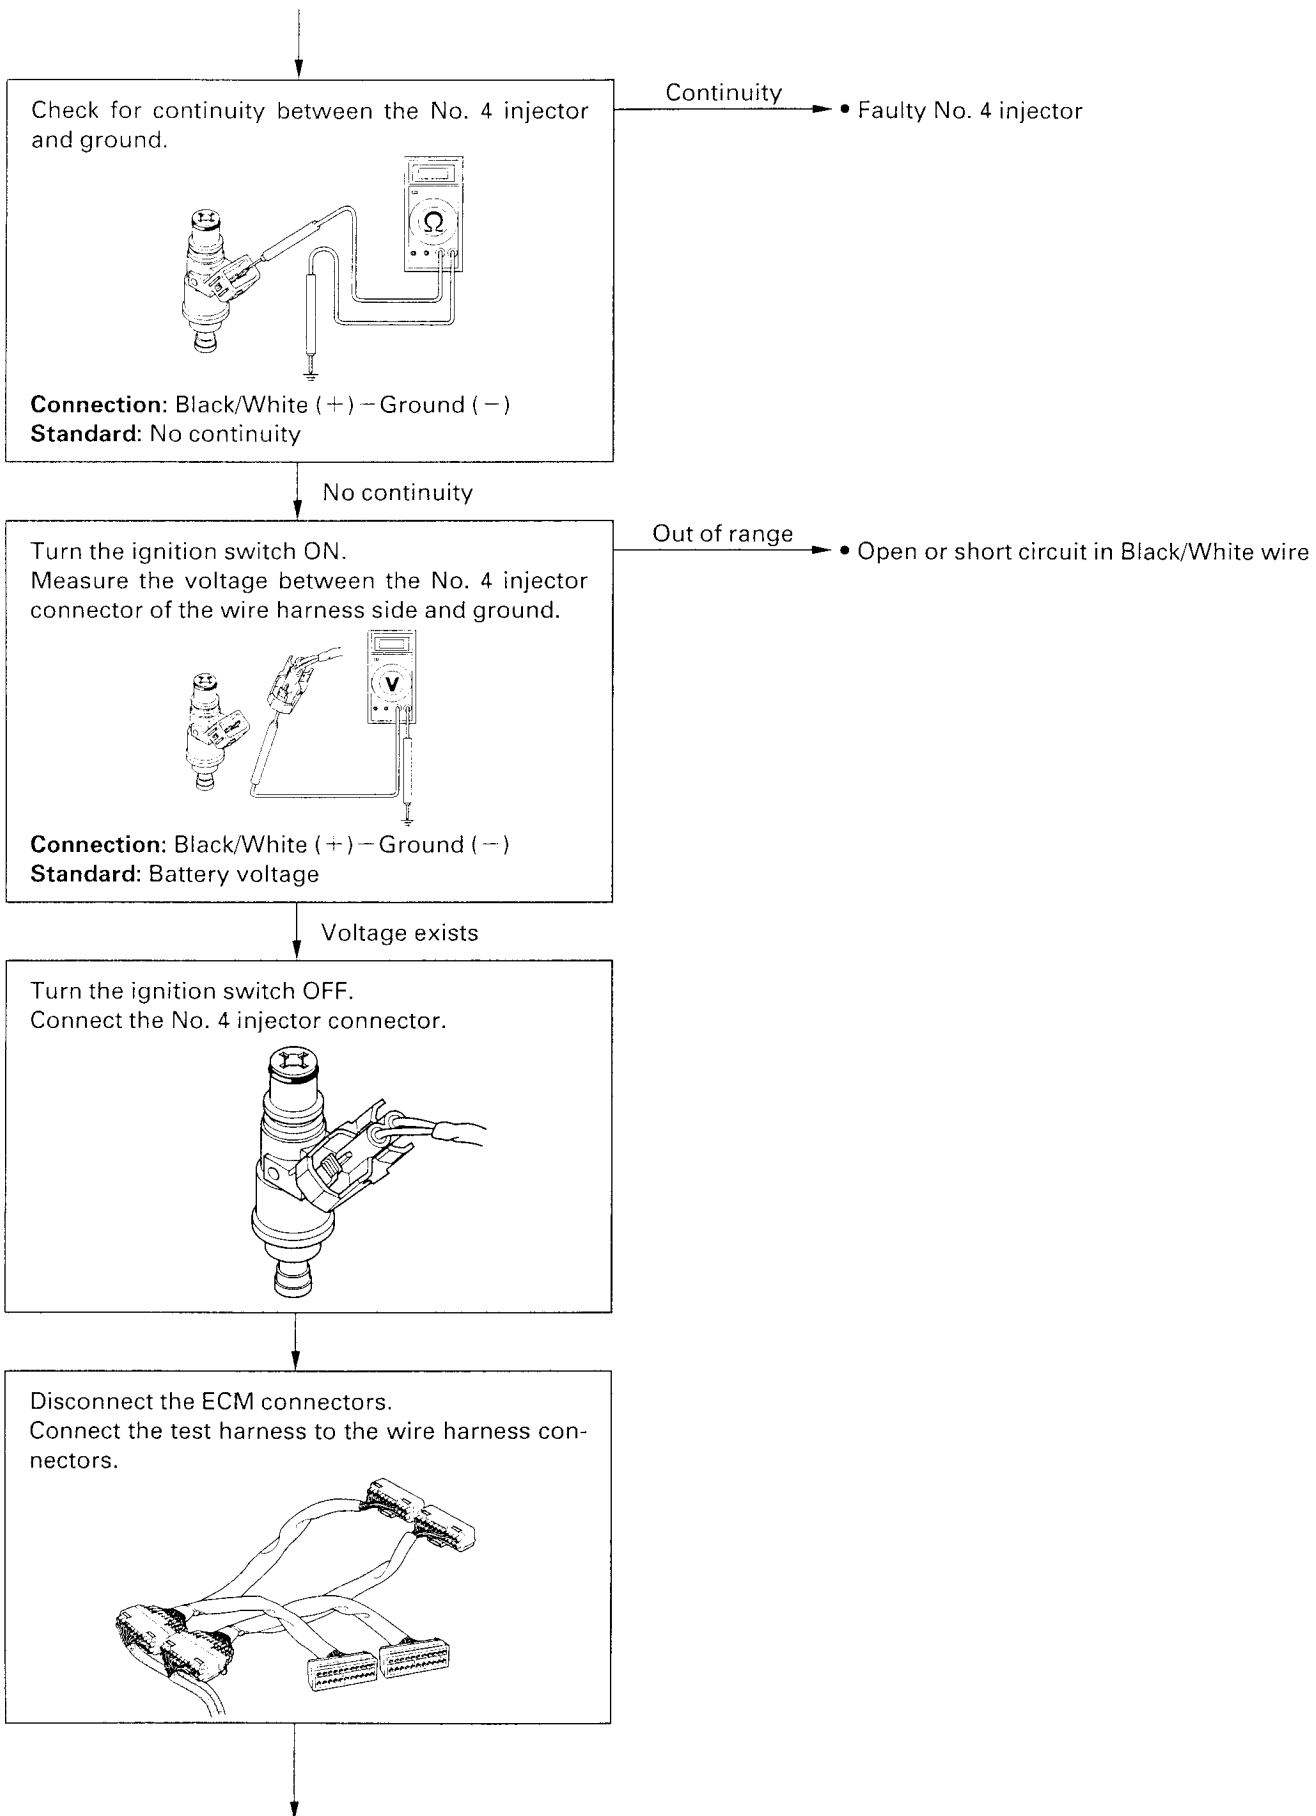 Check for continuity between the No. 4 injector
and ground.
Continuity
• Faulty No. 4 injector
Ω
Connection: Black/White (+)–Ground (–)
Standard: No continuity
No continuity
Turn the ignition switch ON.
Measure the voltage between the No. 4 injector
connector of the wire harness side and ground.
Out of range
• Open or short circuit in Black/White wire
V
Connection: Black/White (+)–Ground (–)
Standard: Battery voltage
Voltage exists
Turn the ignition switch OFF.
Connect the No. 4 injector connector.
Disconnect the ECM connectors.
Connect the test harness to the wire harness con-
nectors.